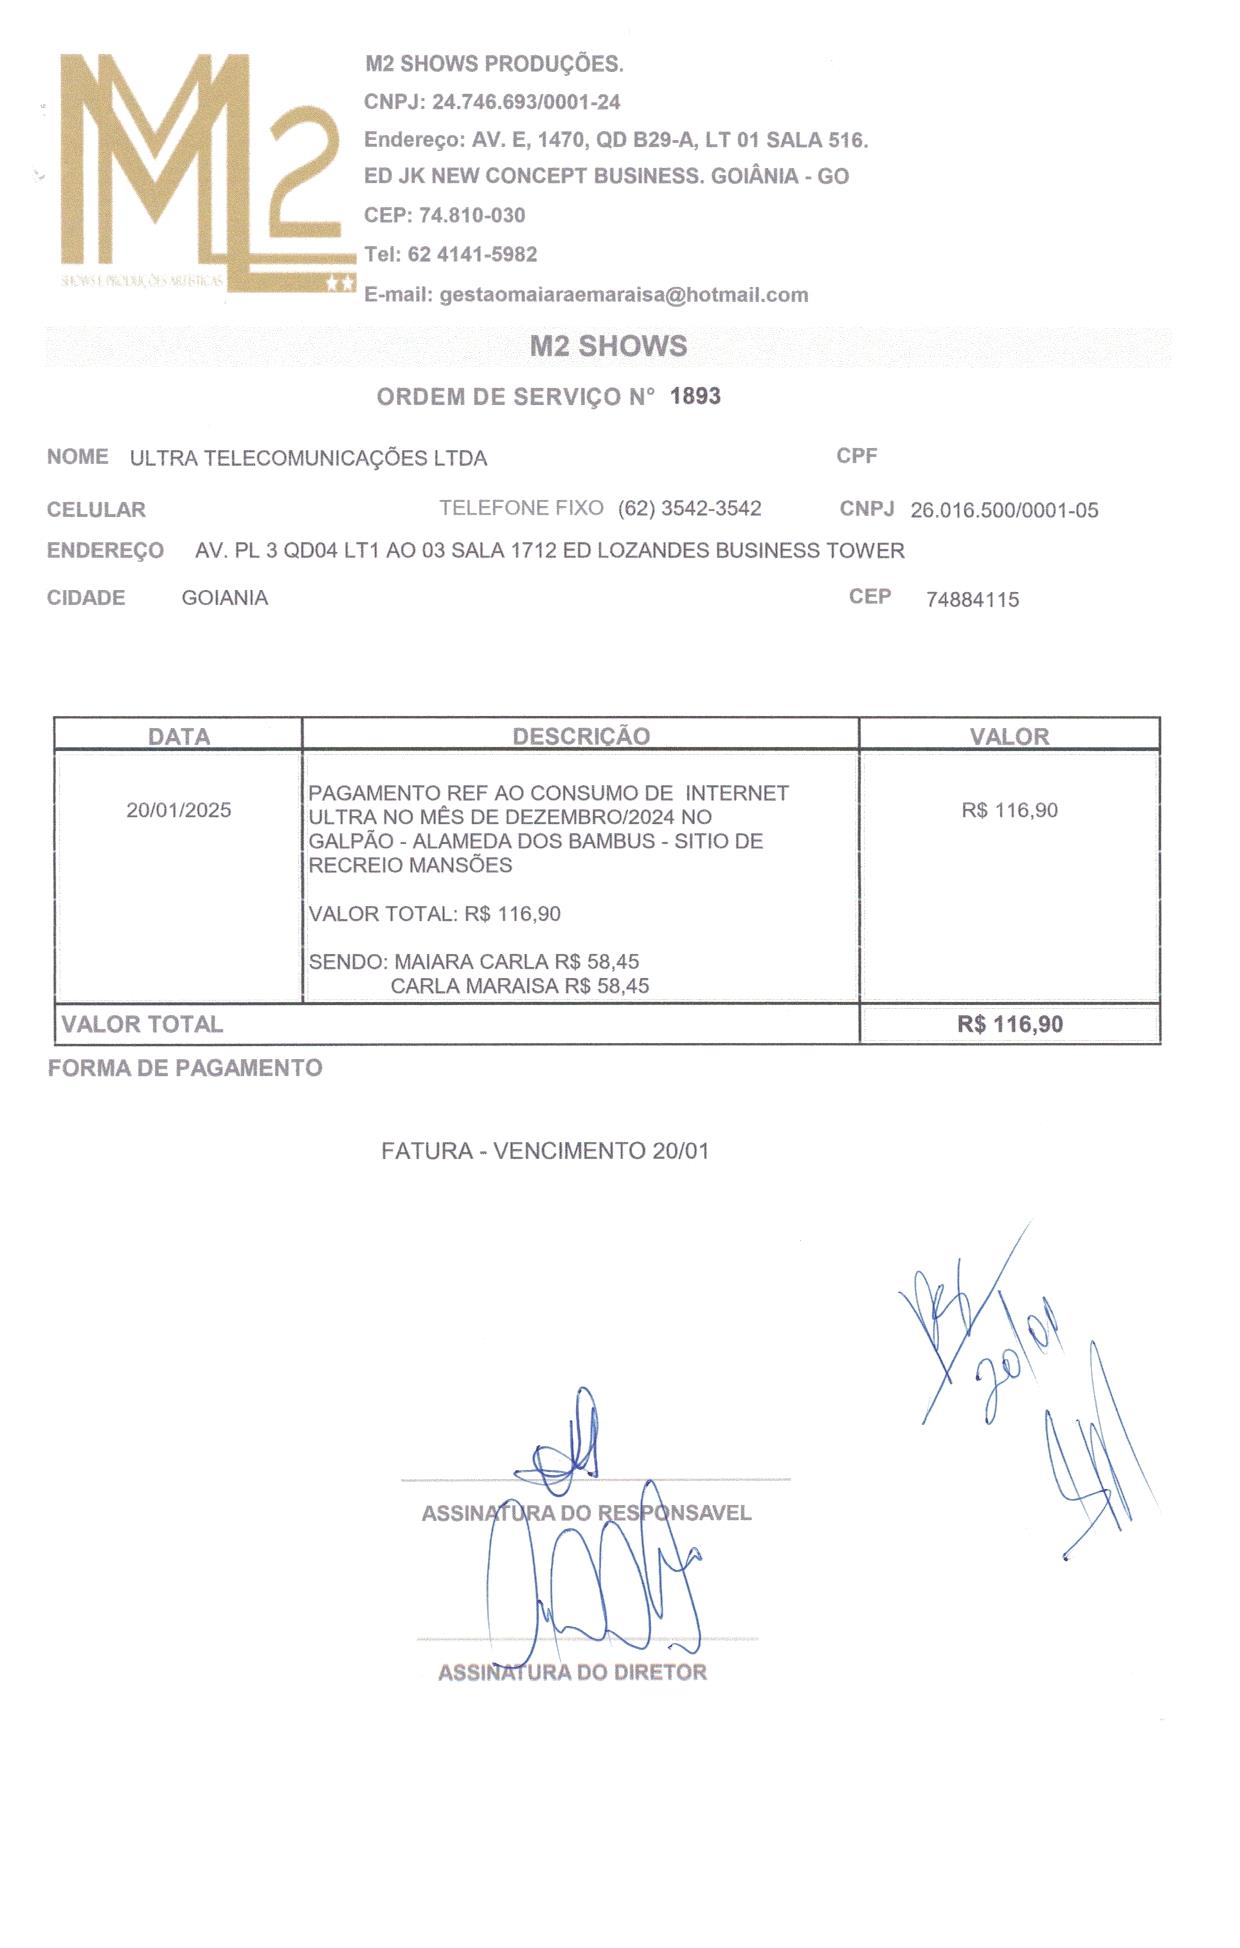 M2 SHOWS PRODUÇÕES.
CNPJ: 24.746.693/0001-24
Endereço: AV. E, 1470, QD B29-A, LT 01 SALA 516.
ED JK NEW CONCEPT BUSINESS. GOIÂNIA - GO
CEP: 74.810-030
Tel: 62 4141-5982
E-mail: gestaomaiaraemaraisa@hotmail.com
M2
SHOWS E PRODUÇÕES ARTÍSTICAS
M2 SHOWS
ORDEM DE SERVIÇO N° 1893
NOME ULTRA TELECOMUNICAÇÕES LTDA CPF
CELULAR TELEFONE FIXO (62) 3542-3542 CNPJ 26.016.500/0001-05
ENDEREÇO AV. PL 3 QD04 LT1 AO 03 SALA 1712 ED LOZANDES BUSINESS TOWER
CIDADE GOIANIA CEP 74884115
DATA DESCRIÇÃO VALOR
20/01/2025 PAGAMENTO REF AO CONSUMO DE INTERNET R$ 116,90
ULTRA NO MÊS DE DEZEMBRO/2024 NO
GALPÃO - ALAMEDA DOS BAMBUS - SITIO DE
RECREIO MANSÕES
VALOR TOTAL: R$ 116,90
SENDO: MAIARA CARLA R$ 58,45
CARLA MARAISA R$ 58,45
VALOR TOTAL R$ 116,90
FORMA DE PAGAMENTO
FATURA - VENCIMENTO 20/01
20/01
ASSINATURA DO RESPONSAVEL
ASSINATURA DO DIRETOR